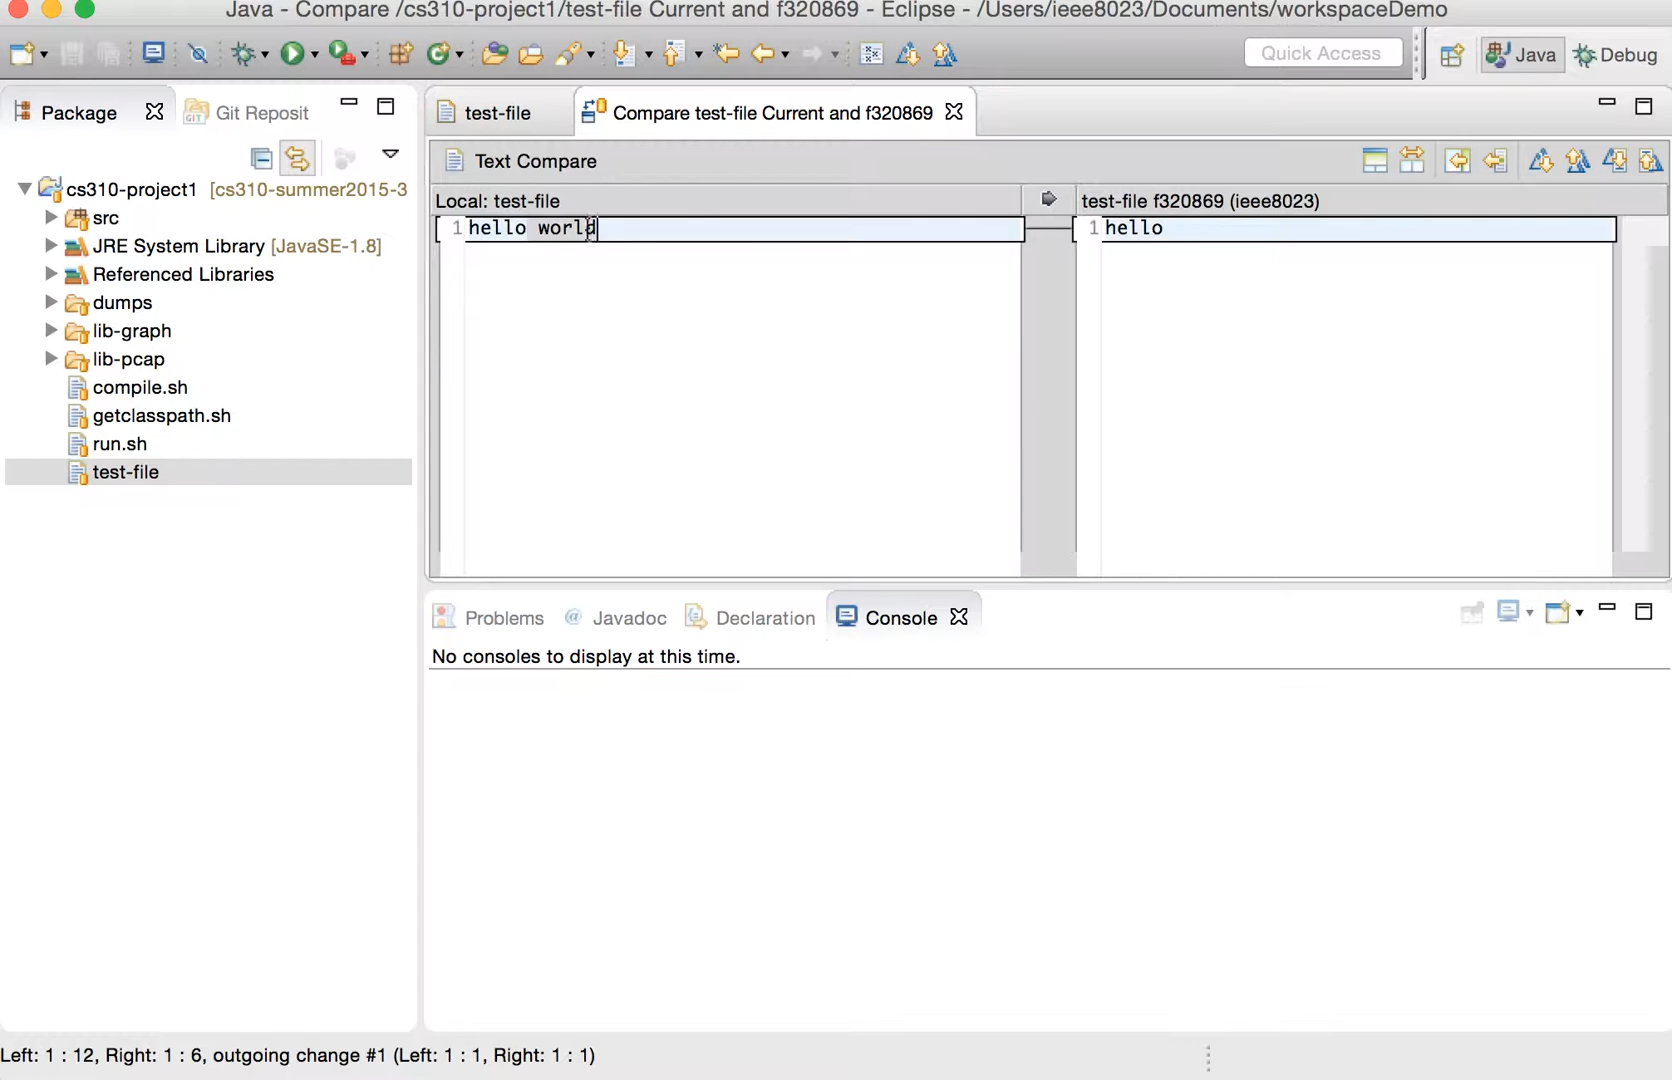 Java - Compare /cs310-project1/test-file Current and f320869 - Eclipse - /Users/ieee8023/Documents/workspaceDemo
Quick Access
Java
Debug
Package
Git Reposit
test-file
Compare test-file Current and f320869
Text Compare
cs310-project1 [cs310-summer2015-3
src
JRE System Library [JavaSE-1.8]
Referenced Libraries
dumps
lib-graph
lib-pcap
compile.sh
getclasspath.sh
run.sh
test-file
Local: test-file
1 hello world
test-file f320869 (ieee8023)
1 hello
Problems
@ Javadoc
Declaration
Console
No consoles to display at this time.
Left: 1 : 12, Right: 1 : 6, outgoing change #1 (Left: 1 : 1, Right: 1 : 1)